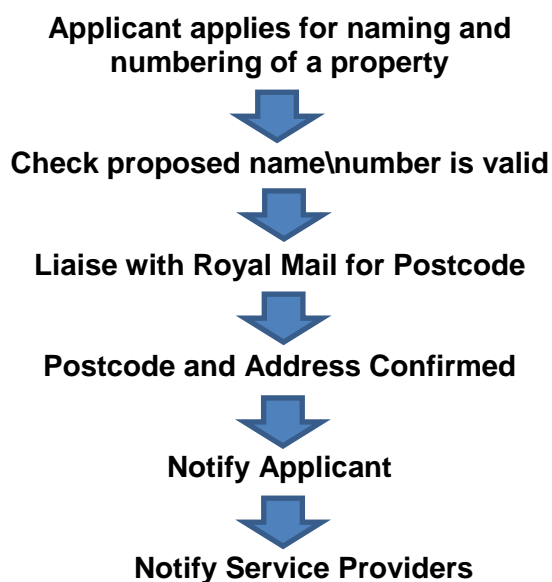 Applicant applies for naming and
numbering of a property
Check proposed name\number is valid
Liaise with Royal Mail for Postcode
Postcode and Address Confirmed
Notify Applicant
Notify Service Providers